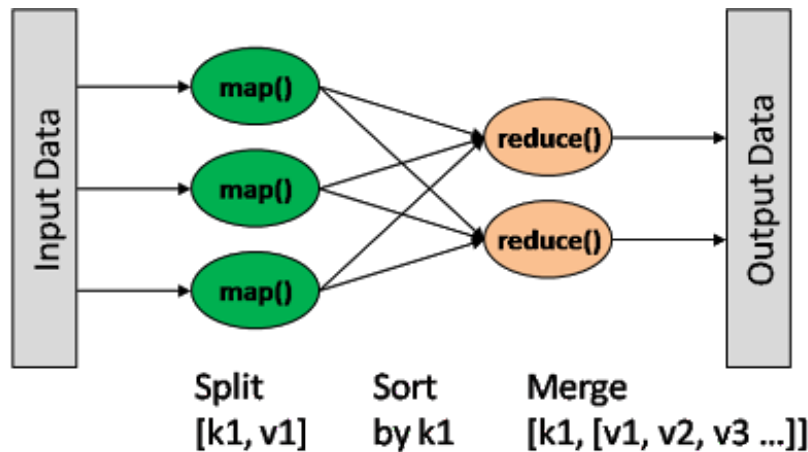 Input Data
map()
map()
map()
reduce()
reduce()
Output Data
Split
[k1, v1]
Sort
by k1
Merge
[k1, [v1, v2, v3 ...]]